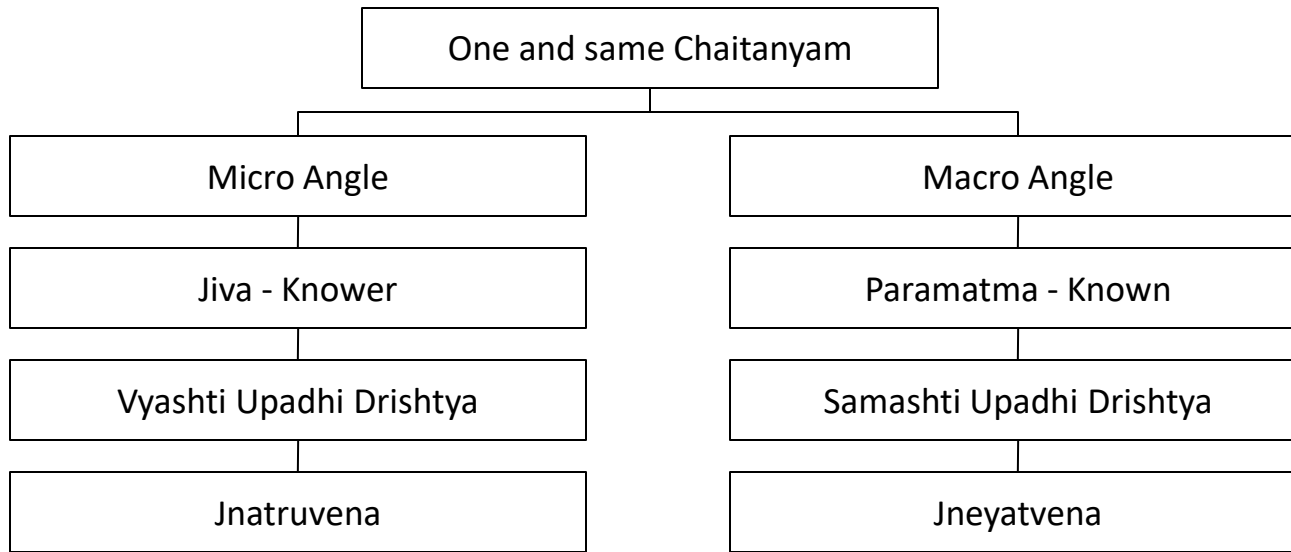 One and same Chaitanyam
Micro Angle
Macro Angle
Jiva - Knower
Paramatma - Known
Vyashti Upadhi Drishtya
Samashti Upadhi Drishtya
Jnatruvena
Jneyatvena